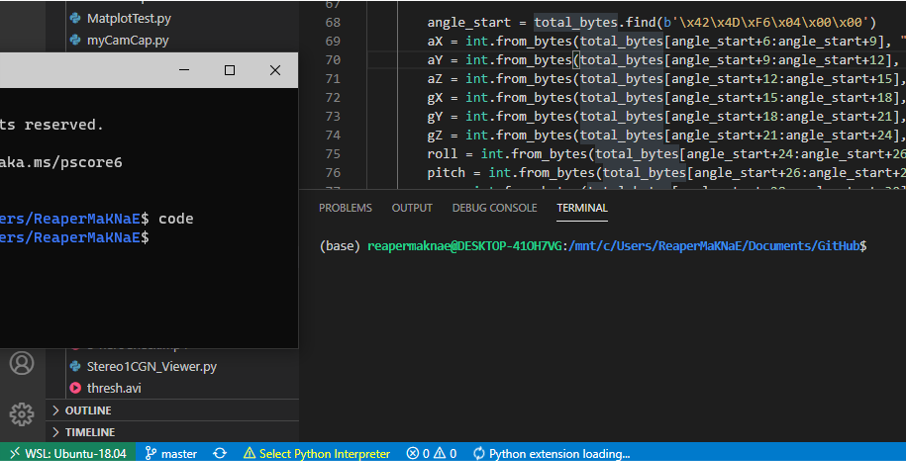 MatplotTest.py
myCamCap.py
ts reserved.
aka.ms/pscore6
ers/ReaperMaKNaE$ code
ers/ReaperMaKNaE$
Stereo1CGN_Viewer.py
thresh.avi
OUTLINE
TIMELINE
67
68 angle_start = total_bytes.find(b'\x42\x4D\xF6\x04\x00\x00')
69 aX = int.from_bytes(total_bytes[angle_start+6:angle_start+9], "
70 aY = int.from_bytes(total_bytes[angle_start+9:angle_start+12],
71 aZ = int.from_bytes(total_bytes[angle_start+12:angle_start+15],
72 gX = int.from_bytes(total_bytes[angle_start+15:angle_start+18],
73 gY = int.from_bytes(total_bytes[angle_start+18:angle_start+21],
74 gZ = int.from_bytes(total_bytes[angle_start+21:angle_start+24],
75 roll = int.from_bytes(total_bytes[angle_start+24:angle_start+26
76 pitch = int.from_bytes(total_bytes[angle_start+26:angle_start+2
PROBLEMS OUTPUT DEBUG CONSOLE TERMINAL
(base) reapermaknae@DESKTOP-41OH7VG:/mnt/c/Users/ReaperMaKNaE/Documents/GitHub$
WSL: Ubuntu-18.04 master Select Python Interpreter 0 0 Python extension loading...